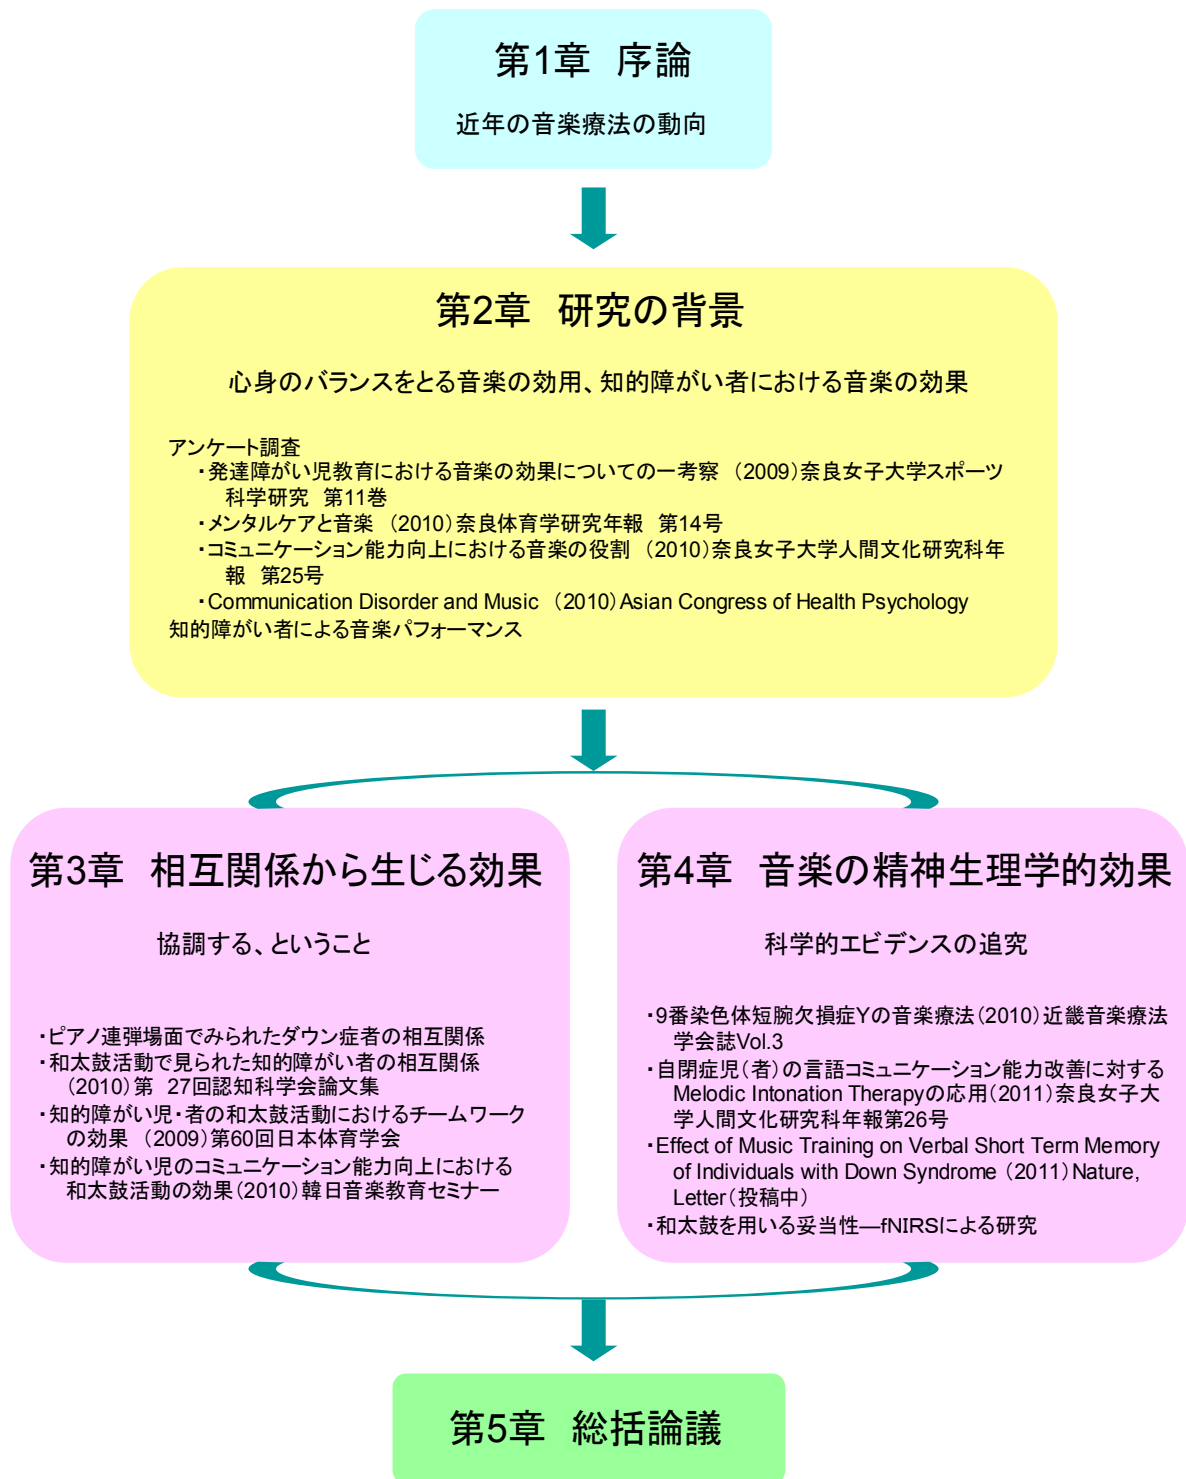 第1章　序論
近年の音楽療法の動向
第2章　研究の背景
心身のバランスをとる音楽の効用、知的障がい者における音楽の効果
アンケート調査
・発達障がい児教育における音楽の効果についての一考察　（2009）奈良女子大学スポーツ
科学研究　第11巻
・メンタルケアと音楽　（2010）奈良体育学研究年報　第14号
・コミュニケーション能力向上における音楽の役割　（2010）奈良女子大学人間文化研究科年
報　第25号
・Communication Disorder and Music　（2010）Asian Congress of Health Psychology
知的障がい者による音楽パフォーマンス
第3章　相互関係から生じる効果
協調する、ということ
・ピアノ連弾場面でみられたダウン症者の相互関係
・和太鼓活動で見られた知的障がい者の相互関係
（2010）第　27回認知科学会論文集
・知的障がい児・者の和太鼓活動におけるチームワーク
の効果　（2009）第60回日本体育学会
・知的障がい児のコミュニケーション能力向上における
和太鼓活動の効果（2010）韓日音楽教育セミナー
第4章　音楽の精神生理学的効果
科学的エビデンスの追究
・9番染色体短腕欠損症Yの音楽療法（2010）近畿音楽療法
学会誌Vol.3
・自閉症児（者）の言語コミュニケーション能力改善に対する
Melodic Intonation Therapyの応用（2011）奈良女子大
学人間文化研究科年報第26号
・Effect of Music Training on Verbal Short Term Memory
of Individuals with Down Syndrome （2011）Nature,
Letter（投稿中）
・和太鼓を用いる妥当性―fNIRSによる研究
第5章　総括論議